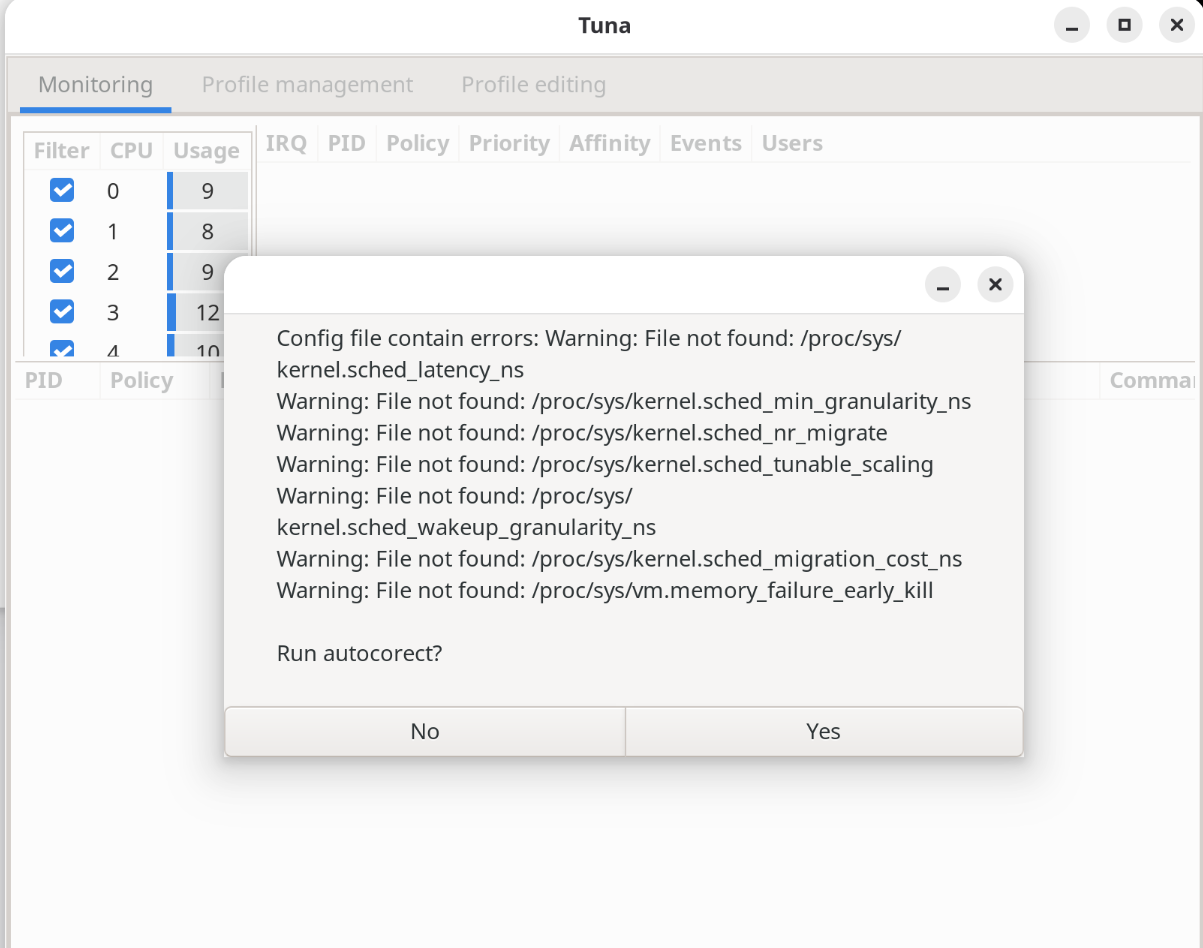 Tuna
Monitoring Profile management Profile editing
Filter CPU Usage
IRQ PID Policy Priority Affinity Events Users
0 9
1 8
2 9
3 12
4 10
PID Policy Comma
Config file contain errors: Warning: File not found: /proc/sys/
kernel.sched_latency_ns
Warning: File not found: /proc/sys/kernel.sched_min_granularity_ns
Warning: File not found: /proc/sys/kernel.sched_nr_migrate
Warning: File not found: /proc/sys/kernel.sched_tunable_scaling
Warning: File not found: /proc/sys/
kernel.sched_wakeup_granularity_ns
Warning: File not found: /proc/sys/kernel.sched_migration_cost_ns
Warning: File not found: /proc/sys/vm.memory_failure_early_kill
Run autocorect?
No Yes